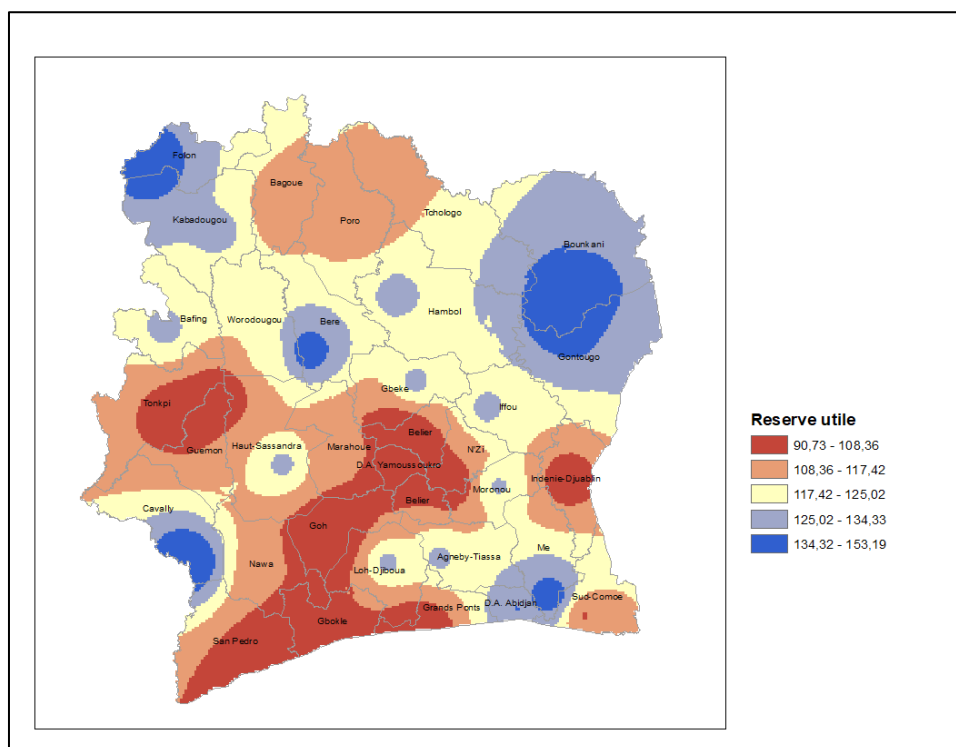 Folon
Bagoue
Kabadougou
Poro
Tchologo
Bounkani
Bafing
Worodougou
Bere
Hambol
Gontougo
Gbeke
Tonkpi
Iffou
Belier
Haut-Sassandra
Marahoue
N'Zi
Guemon
D.A. Yamoussoukro
Indenie-Djuablin
Moronou
Belier
Cavally
Goh
Me
Agneby-Tiassa
Nawa
Loh-Djiboua
Sud-Comoe
D.A. Abidjan
Grands Ponts
Gbokle
San Pedro
Reserve utile
90,73 - 108,36
108,36 - 117,42
117,42 - 125,02
125,02 - 134,33
134,32 - 153,19